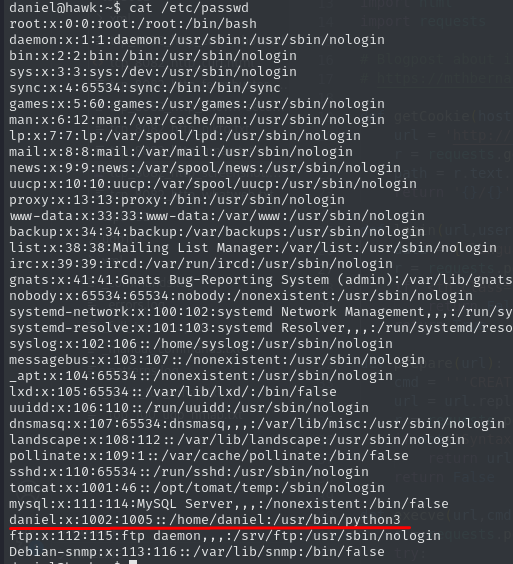 daniel@hawk:~$ cat /etc/passwd
root:x:0:0:root:/root:/bin/bash
daemon:x:1:1:daemon:/usr/sbin:/usr/sbin/nologin
bin:x:2:2:bin:/bin:/usr/sbin/nologin
sys:x:3:3:sys:/dev:/usr/sbin/nologin
sync:x:4:65534:sync:/bin:/bin/sync
games:x:5:60:games:/usr/games:/usr/sbin/nologin
man:x:6:12:man:/var/cache/man:/usr/sbin/nologin
lp:x:7:7:lp:/var/spool/lpd:/usr/sbin/nologin
mail:x:8:8:mail:/var/mail:/usr/sbin/nologin
news:x:9:9:news:/var/spool/news:/usr/sbin/nologin
uucp:x:10:10:uucp:/var/spool/uucp:/usr/sbin/nologin
proxy:x:13:13:proxy:/bin:/usr/sbin/nologin
www-data:x:33:33:www-data:/var/www:/usr/sbin/nologin
backup:x:34:34:backup:/var/backups:/usr/sbin/nologin
list:x:38:38:Mailing List Manager:/var/list:/usr/sbin/nologin
irc:x:39:39:ircd:/var/run/ircd:/usr/sbin/nologin
gnats:x:41:41:Gnats Bug-Reporting System (admin):/var/lib/gnats
nobody:x:65534:65534:nobody:/nonexistent:/usr/sbin/nologin
systemd-network:x:100:102:systemd Network Management,,,:/run/sy
systemd-resolve:x:101:103:systemd Resolver,,,:/run/systemd/reso
syslog:x:102:106::/home/syslog:/usr/sbin/nologin
messagebus:x:103:107::/nonexistent:/usr/sbin/nologin
_apt:x:104:65534::/nonexistent:/usr/sbin/nologin
lxd:x:105:65534::/var/lib/lxd/:/bin/false
uuidd:x:106:110::/run/uuidd:/usr/sbin/nologin
dnsmasq:x:107:65534:dnsmasq,,,:/var/lib/misc:/usr/sbin/nologin
landscape:x:108:112::/var/lib/landscape:/usr/sbin/nologin
pollinate:x:109:1::/var/cache/pollinate:/bin/false
sshd:x:110:65534::/run/sshd:/usr/sbin/nologin
tomcat:x:1001:46::/opt/tomat/temp:/sbin/nologin
mysql:x:111:114:MySQL Server,,,:/nonexistent:/bin/false
daniel:x:1002:1005::/home/daniel:/usr/bin/python3
ftp:x:112:115:ftp daemon,,,:/srv/ftp:/usr/sbin/nologin
Debian-snmp:x:113:116::/var/lib/snmp:/bin/false
daniel@hawk:~$